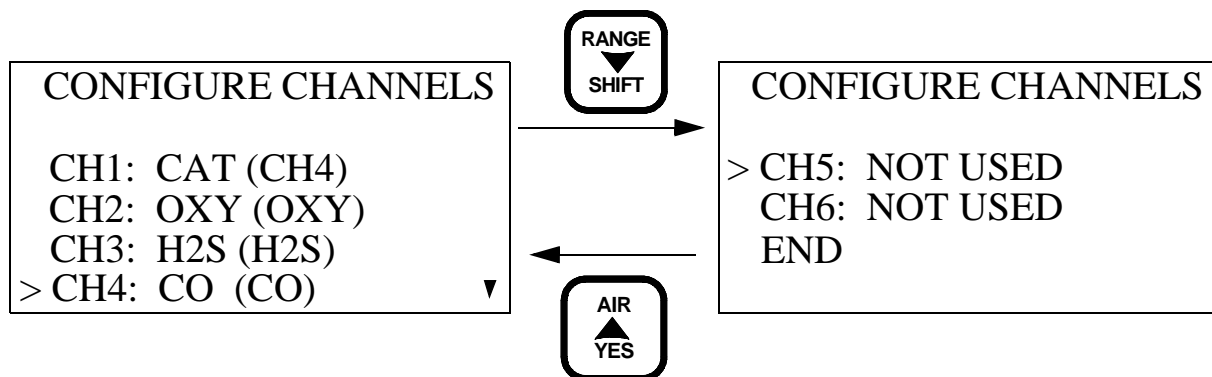 RANGE
SHIFT
CONFIGURE CHANNELS
CH1: CAT (CH4)
CH2: OXY (OXY)
CH3: H2S (H2S)
> CH4: CO (CO)
CONFIGURE CHANNELS
> CH5: NOT USED
CH6: NOT USED
END
AIR
YES